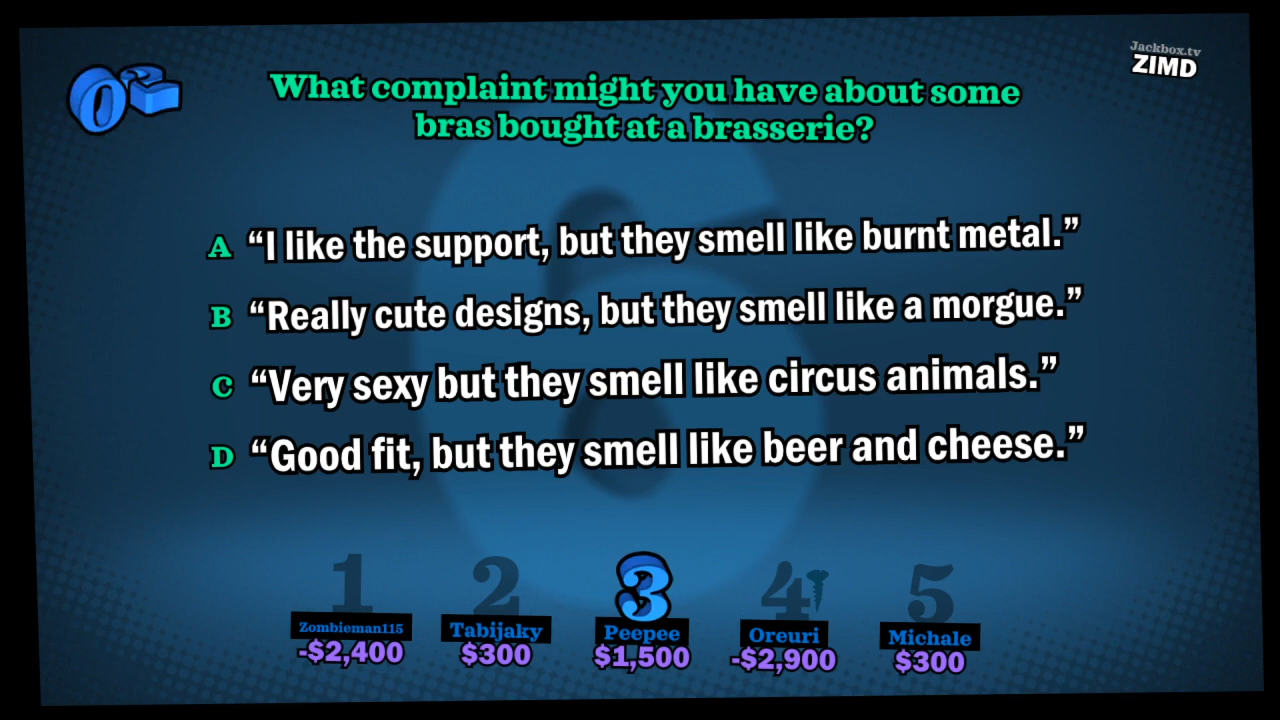 Jackbox.tv
ZIMD
02
What complaint might you have about some
bras bought at a brasserie?
A "I like the support, but they smell like burnt metal."
B "Really cute designs, but they smell like a morgue."
C "Very sexy but they smell like circus animals."
D "Good fit, but they smell like beer and cheese."
6
1 2 3 4 5
Zombieman115 Tabijaky Peepee Oreuri Michale
-$2,400 $300 $1,500 -$2,900 $300